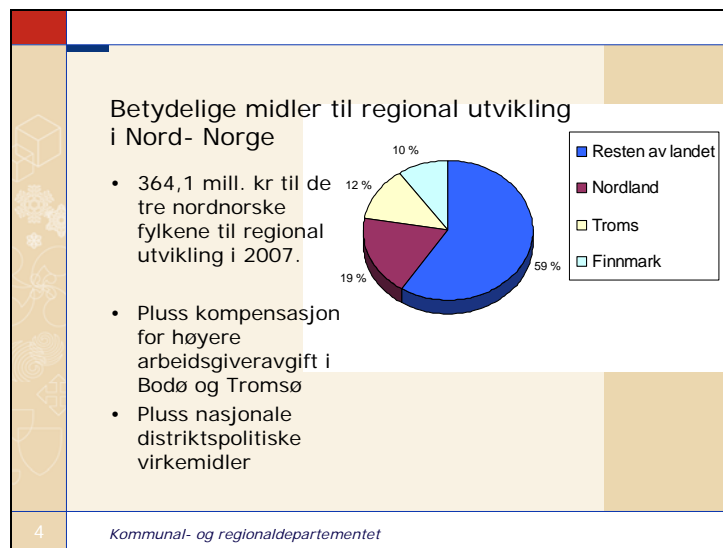 Betydelige midler til regional utvikling
i Nord- Norge
• 364,1 mill. kr til de
tre nordnorske
fylkene til regional
utvikling i 2007.
• Pluss kompensasjon
for høyere
arbeidsgiveravgift i
Bodø og Tromsø
• Pluss nasjonale
distriktspolitiske
virkemidler
10 %
12 %
19 %
59 %
Resten av landet
Nordland
Troms
Finnmark
4
Kommunal- og regionaldepartementet